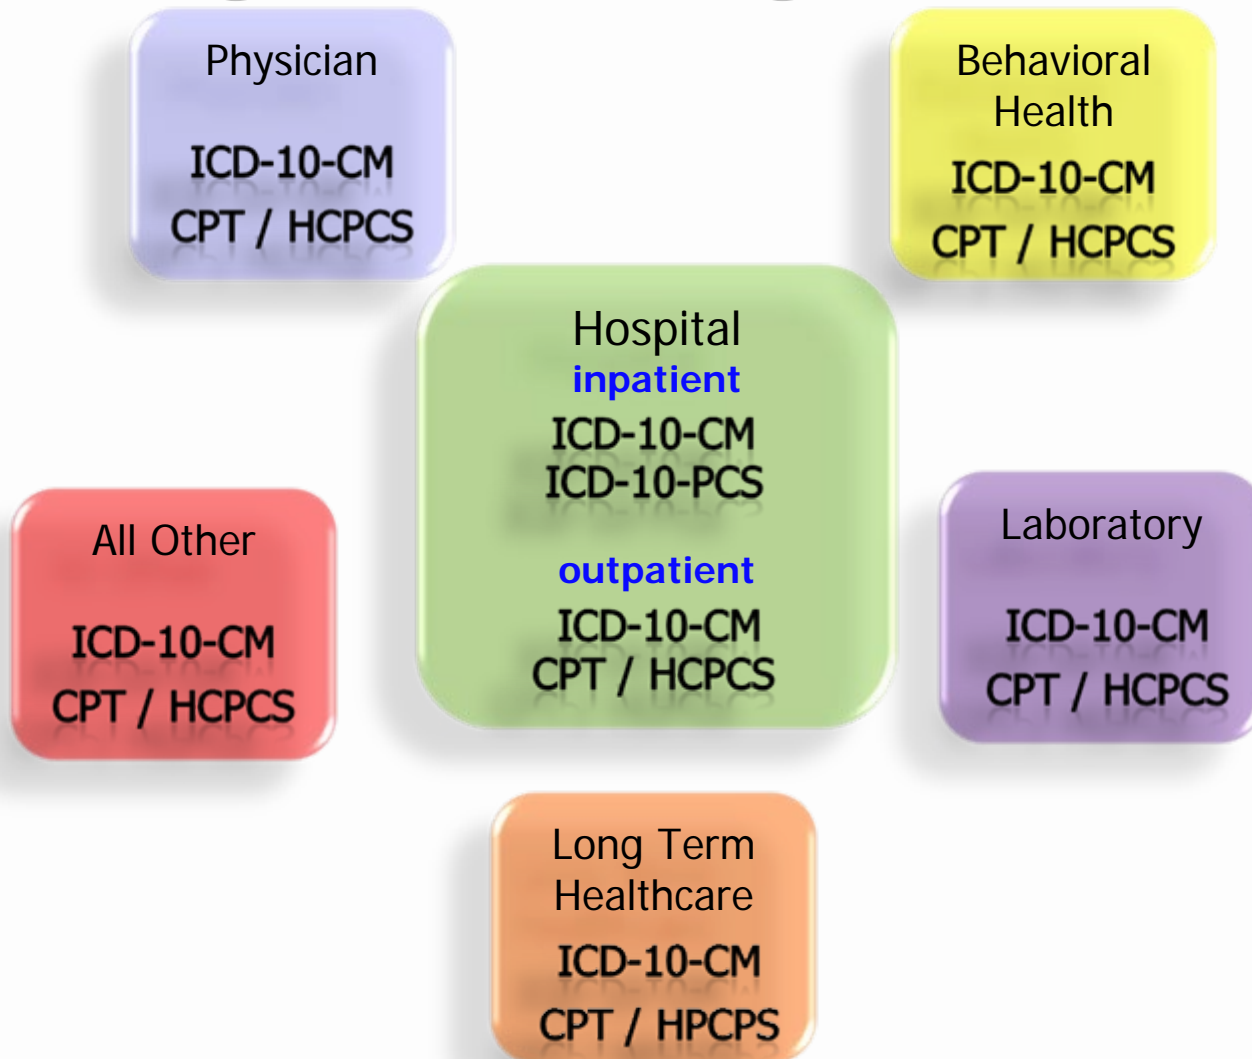 Physician
ICD-10-CM
CPT / HCPCS
Behavioral
Health
ICD-10-CM
CPT / HCPCS
Hospital
inpatient
ICD-10-CM
ICD-10-PCS
outpatient
ICD-10-CM
CPT / HCPCS
All Other
ICD-10-CM
CPT / HCPCS
Laboratory
ICD-10-CM
CPT / HCPCS
Long Term
Healthcare
ICD-10-CM
CPT / HPCPS